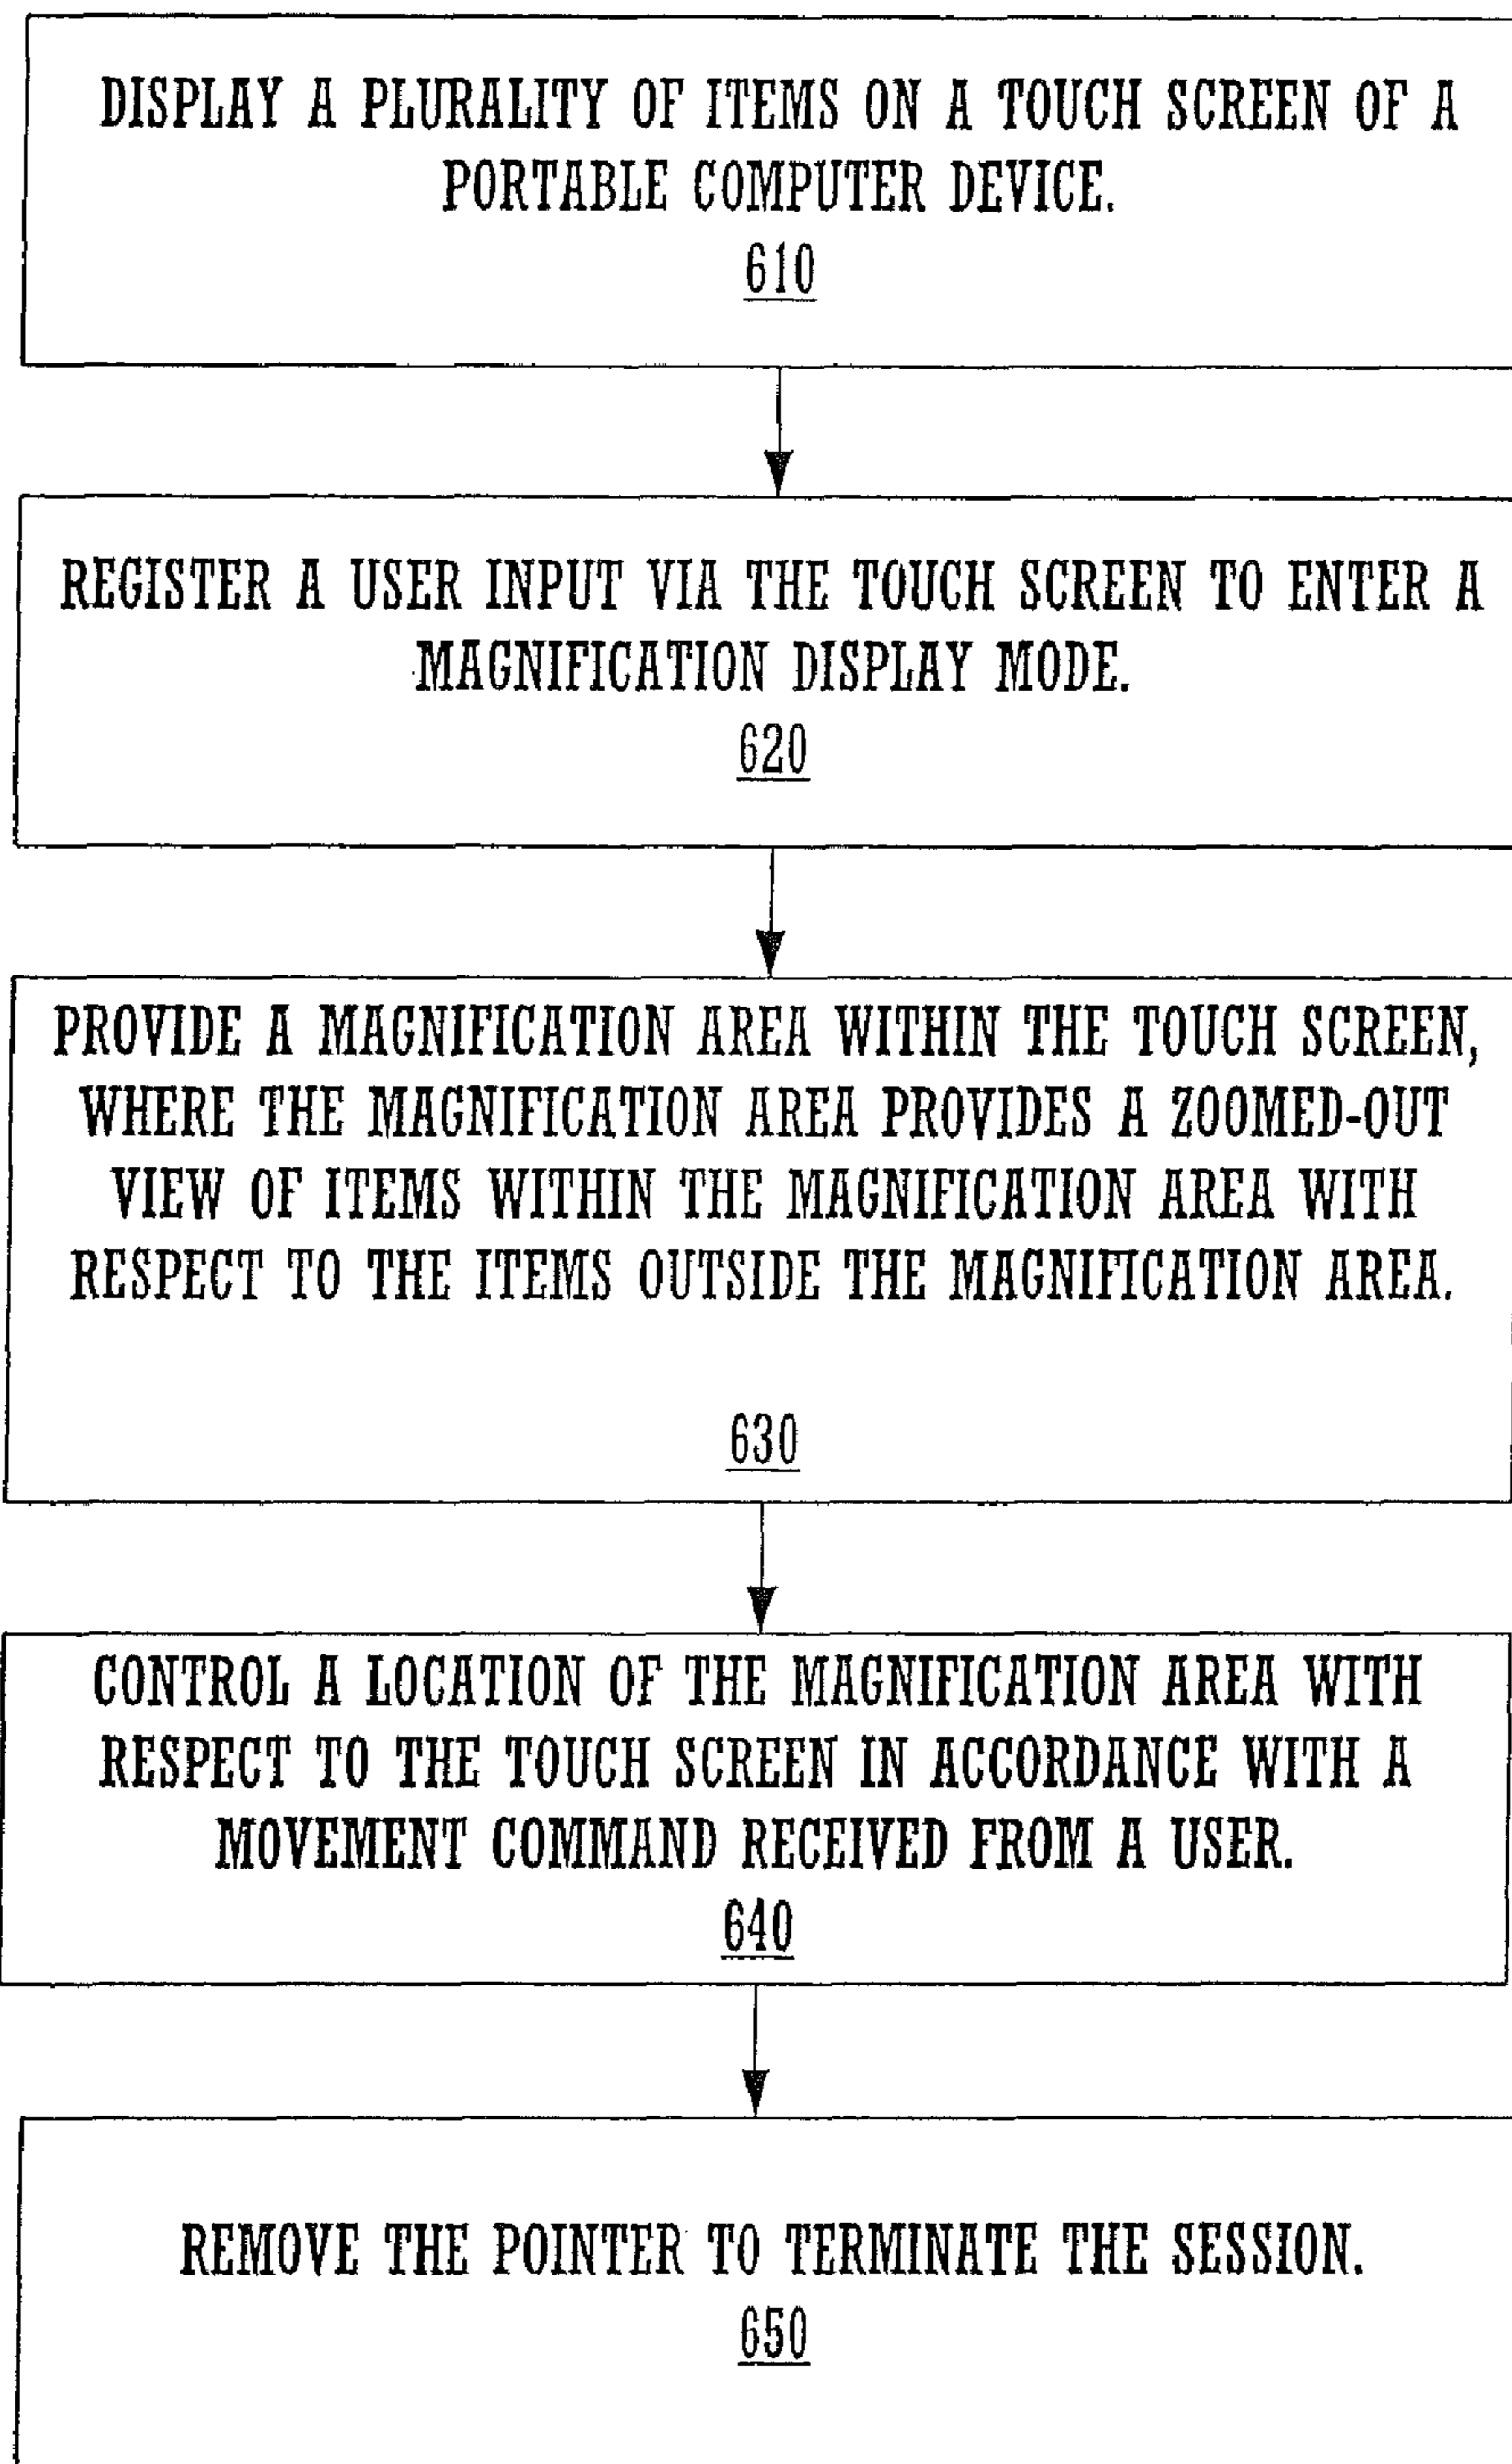 DISPLAY A PLURALITY OF ITEMS ON A TOUCH SCREEN OF A
PORTABLE COMPUTER DEVICE.
610
REGISTER A USER INPUT VIA THE TOUCH SCREEN TO ENTER A
MAGNIFICATION DISPLAY MODE.
620
PROVIDE A MAGNIFICATION AREA WITHIN THE TOUCH SCREEN,
WHERE THE MAGNIFICATION AREA PROVIDES A ZOOMED-OUT
VIEW OF ITEMS WITHIN THE MAGNIFICATION AREA WITH
RESPECT TO THE ITEMS OUTSIDE THE MAGNIFICATION AREA.
630
CONTROL A LOCATION OF THE MAGNIFICATION AREA WITH
RESPECT TO THE TOUCH SCREEN IN ACCORDANCE WITH A
MOVEMENT COMMAND RECEIVED FROM A USER.
640
REMOVE THE POINTER TO TERMINATE THE SESSION.
650